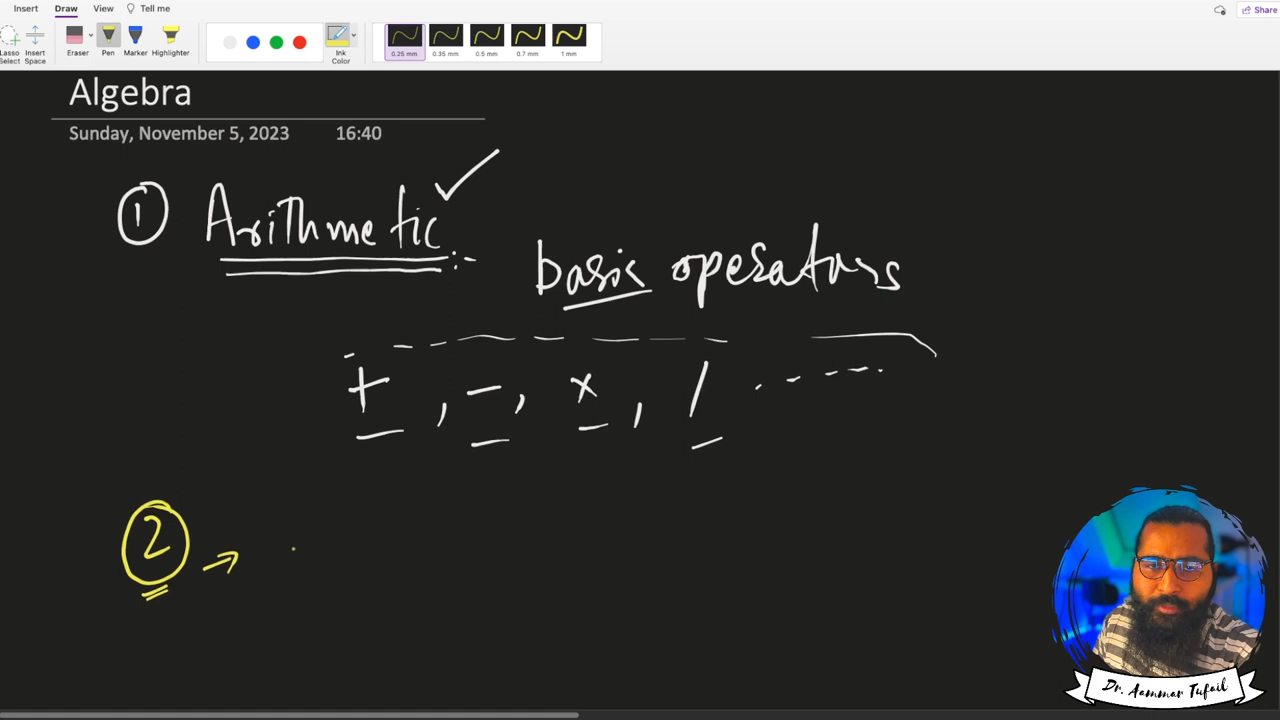 Insert Draw View Tell me
Share
Lasso Select
Insert Space
Eraser
Pen
Marker
Highlighter
Ink Color
0.25 mm 0.35 mm 0.5 mm 0.7 mm 1 mm
Algebra
Sunday, November 5, 2023 16:40
① Arithmetic :- basic operators
+ , - , × , / ......
② →
Dr. Aammar Tufail